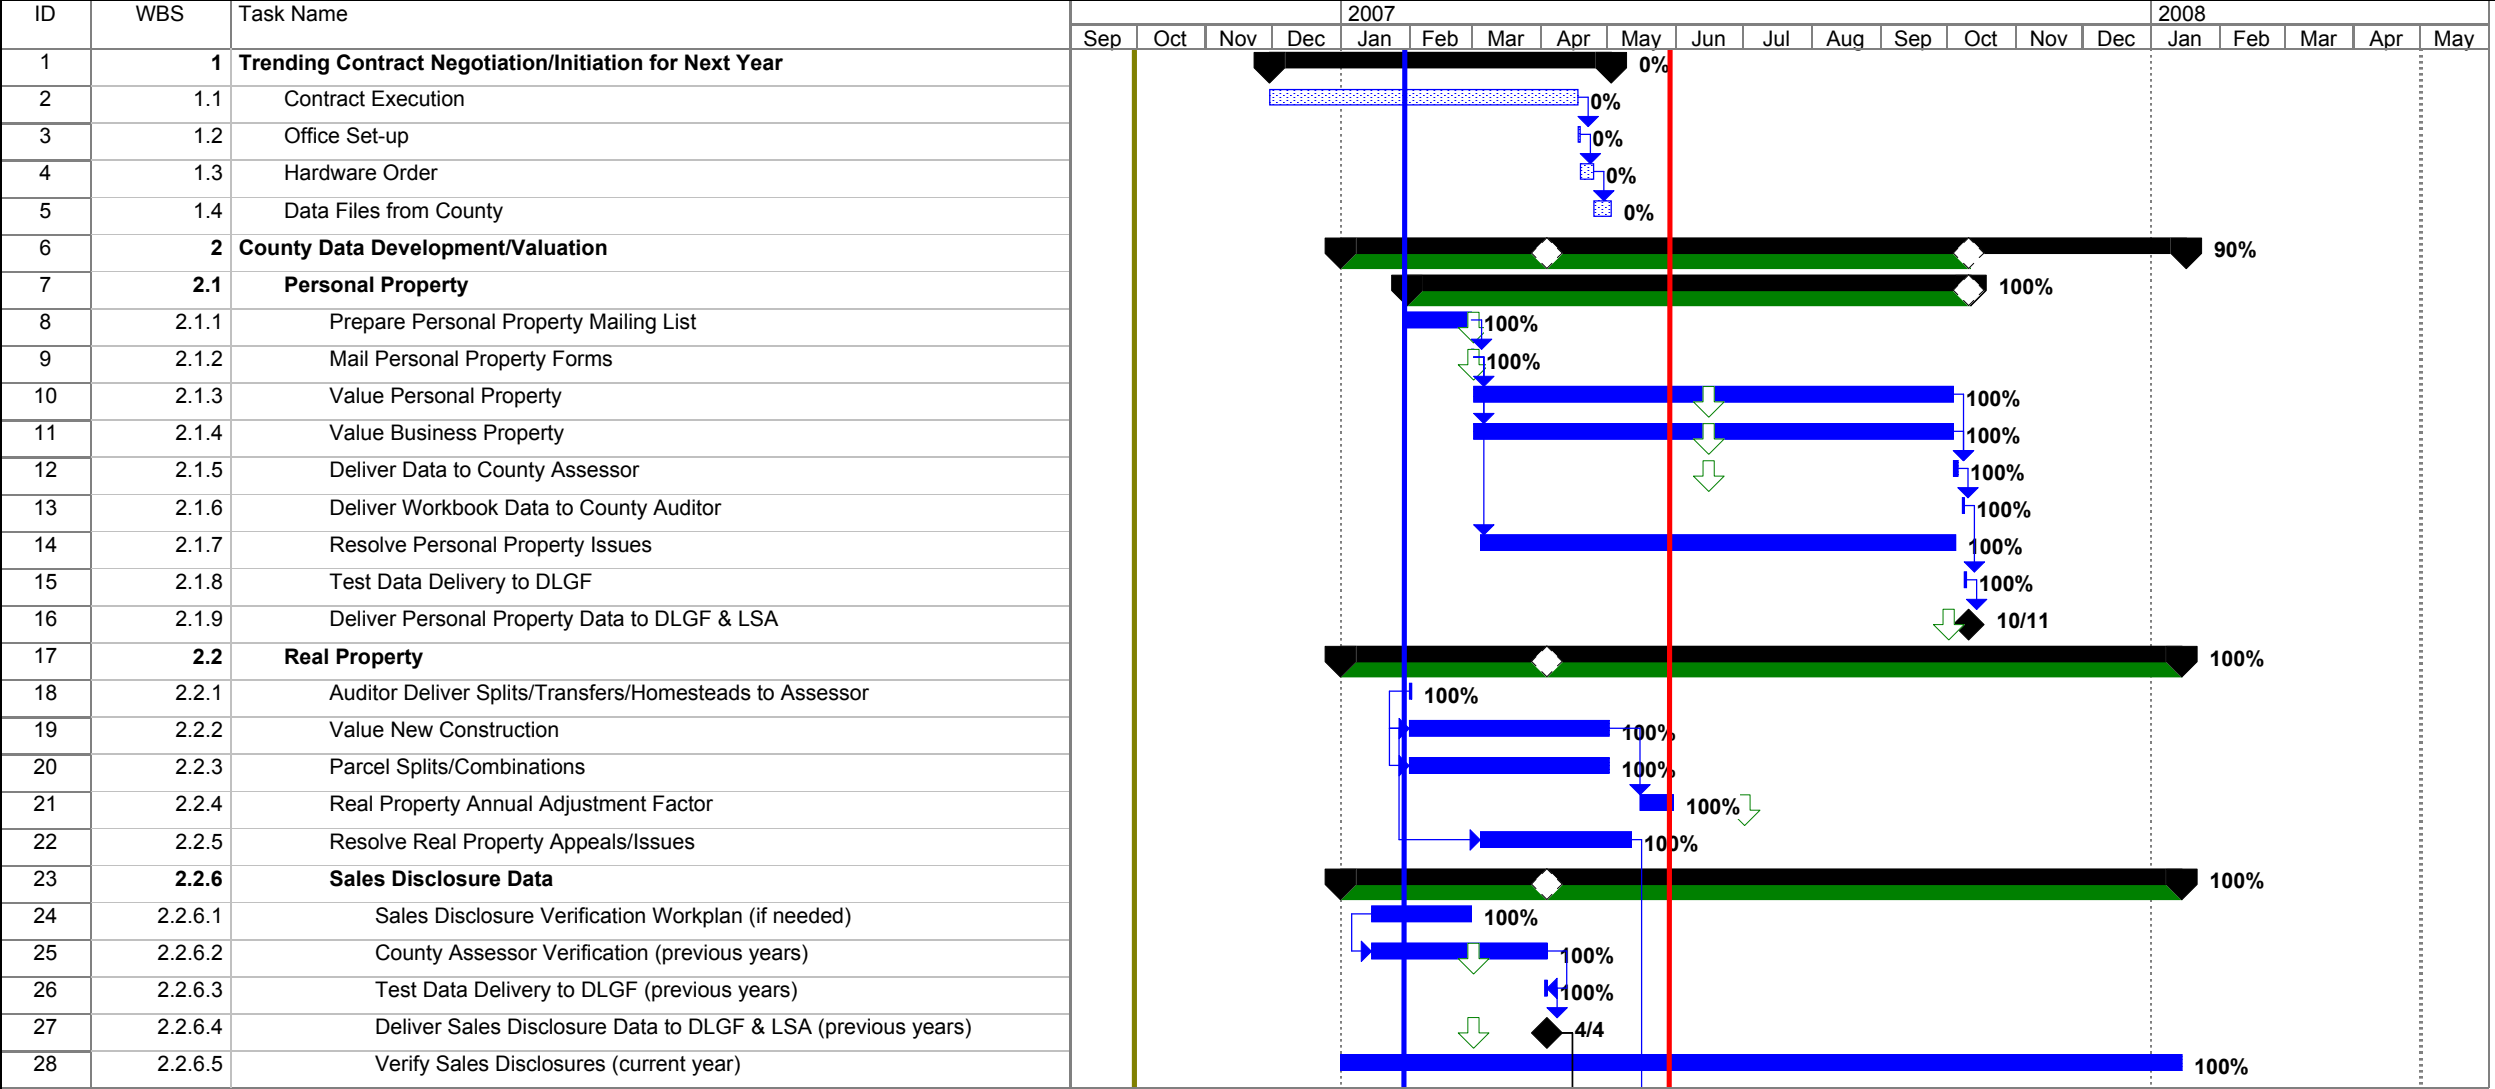 ID WBS Task Name 2007 2008
Sep Oct Nov Dec Jan Feb Mar Apr May Jun Jul Aug Sep Oct Nov Dec Jan Feb Mar Apr May
1 1 Trending Contract Negotiation/Initiation for Next Year 0%
2 1.1 Contract Execution 0%
3 1.2 Office Set-up 0%
4 1.3 Hardware Order 0%
5 1.4 Data Files from County 0%
6 2 County Data Development/Valuation 90%
7 2.1 Personal Property 100%
8 2.1.1 Prepare Personal Property Mailing List 100%
9 2.1.2 Mail Personal Property Forms 100%
10 2.1.3 Value Personal Property 100%
11 2.1.4 Value Business Property 100%
12 2.1.5 Deliver Data to County Assessor 100%
13 2.1.6 Deliver Workbook Data to County Auditor 100%
14 2.1.7 Resolve Personal Property Issues 100%
15 2.1.8 Test Data Delivery to DLGF 100%
16 2.1.9 Deliver Personal Property Data to DLGF & LSA 10/11
17 2.2 Real Property 100%
18 2.2.1 Auditor Deliver Splits/Transfers/Homesteads to Assessor 100%
19 2.2.2 Value New Construction 100%
20 2.2.3 Parcel Splits/Combinations 100%
21 2.2.4 Real Property Annual Adjustment Factor 100%
22 2.2.5 Resolve Real Property Appeals/Issues 100%
23 2.2.6 Sales Disclosure Data 100%
24 2.2.6.1 Sales Disclosure Verification Workplan (if needed) 100%
25 2.2.6.2 County Assessor Verification (previous years) 100%
26 2.2.6.3 Test Data Delivery to DLGF (previous years) 100%
27 2.2.6.4 Deliver Sales Disclosure Data to DLGF & LSA (previous years) 4/4
28 2.2.6.5 Verify Sales Disclosures (current year) 100%